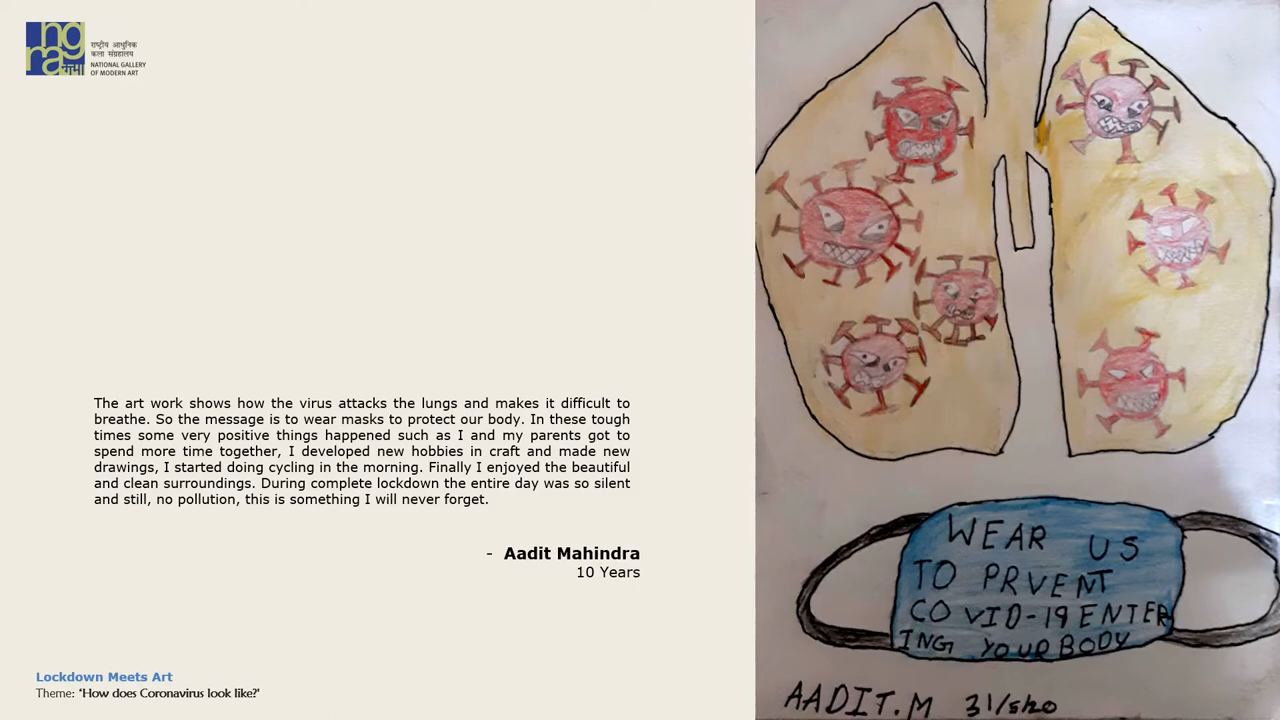 ng
ma
राष्ट्रीय आधुनिक
कला संग्रहालय
NATIONAL GALLERY
OF MODERN ART
The art work shows how the virus attacks the lungs and makes it difficult to
breathe. So the message is to wear masks to protect our body. In these tough
times some very positive things happened such as I and my parents got to
spend more time together, I developed new hobbies in craft and made new
drawings, I started doing cycling in the morning. Finally I enjoyed the beautiful
and clean surroundings. During complete lockdown the entire day was so silent
and still, no pollution, this is something I will never forget.
- Aadit Mahindra
10 Years
Lockdown Meets Art
Theme: 'How does Coronavirus look like?'
WEAR US
TO PRVENT
COVID-19 ENTER
ING YOUR BODY
AADIT.M 31/5/20